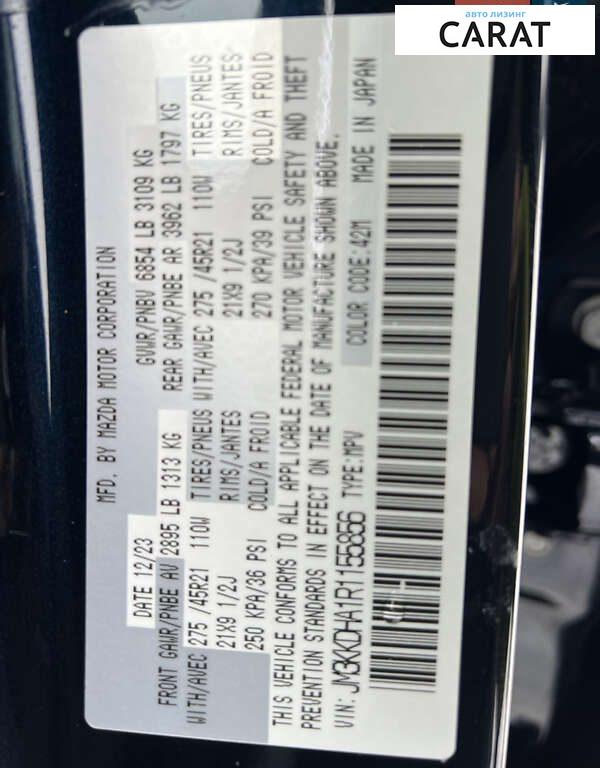 авто лизинг
CARAT
MFD. BY MAZDA MOTOR CORPORATION
DATE 12/23 GVWR/PNBV 6854 LB 3109 KG
FRONT GAWR/PNBE AV 2895 LB 1313 KG REAR GAWR/PNBE AR 3962 LB 1797 KG
WITH/AVEC 275 /45R21 110W TIRES/PNEUS WITH/AVEC 275 /45R21 110W TIRES/PNEUS
21X9 1/2J RIMS/JANTES 21X9 1/2J RIMS/JANTES
250 KPA/36 PSI COLD/A FROID 270 KPA/39 PSI COLD/A FROID
THIS VEHICLE CONFORMS TO ALL APPLICABLE FEDERAL MOTOR VEHICLE SAFETY AND THEFT
PREVENTION STANDARDS IN EFFECT ON THE DATE OF MANUFACTURE SHOWN ABOVE.
VIN: JM3KKDHA1R1155856 TYPE:MPV COLOR CODE:42M MADE IN JAPAN